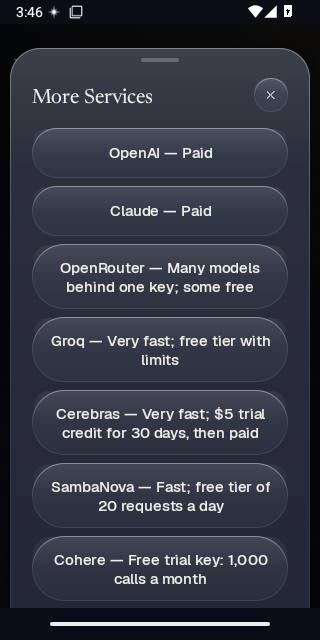 3:46
More Services
OpenAI — Paid
Claude — Paid
OpenRouter — Many models
behind one key; some free
Groq — Very fast; free tier with
limits
Cerebras — Very fast; $5 trial
credit for 30 days, then paid
SambaNova — Fast; free tier of
20 requests a day
Cohere — Free trial key: 1,000
calls a month